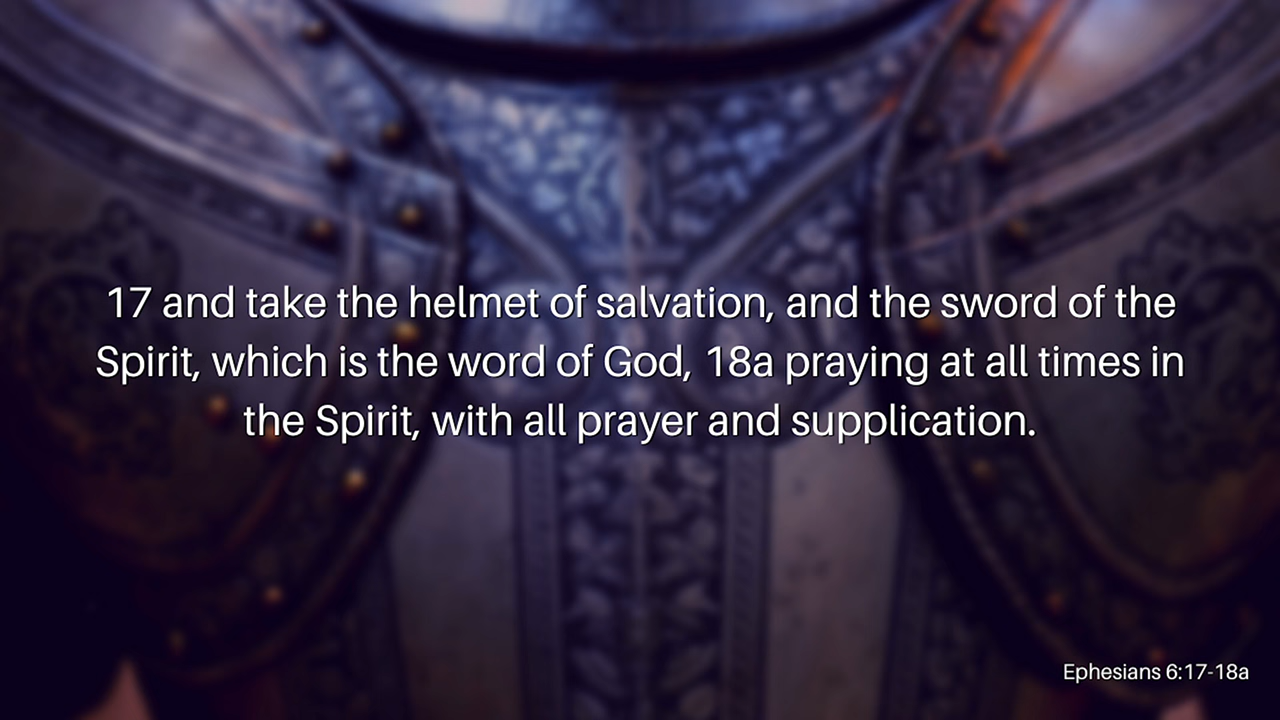 17 and take the helmet of salvation, and the sword of the
Spirit, which is the word of God, 18a praying at all times in
the Spirit, with all prayer and supplication.
Ephesians 6:17-18a